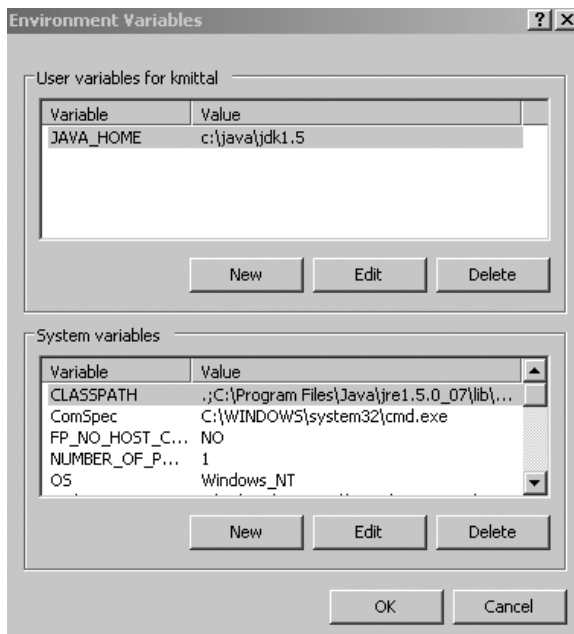 Environment Variables
User variables for kmittal
Variable Value
JAVA_HOME c:\java\jdk1.5
New Edit Delete
System variables
Variable Value
CLASSPATH .;C:\Program Files\Java\jre1.5.0_07\lib\...
ComSpec C:\WINDOWS\system32\cmd.exe
FP_NO_HOST_C... NO
NUMBER_OF_P... 1
OS Windows_NT
New Edit Delete
OK Cancel